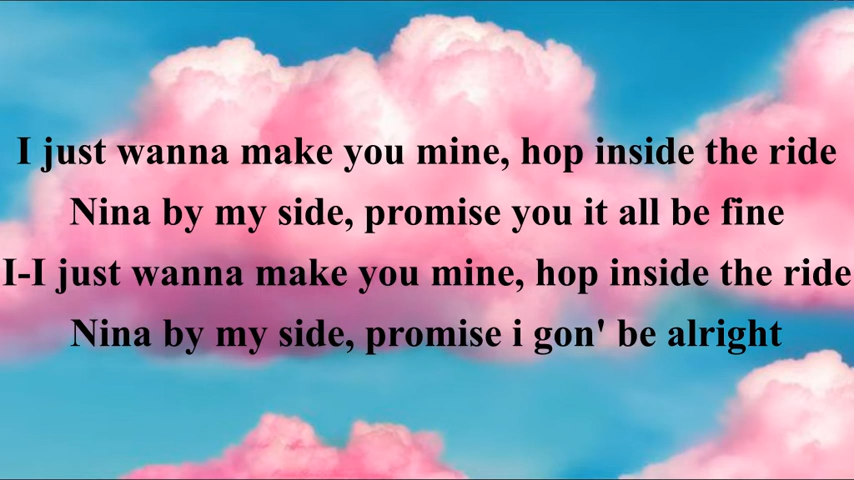 I just wanna make you mine, hop inside the ride
Nina by my side, promise you it all be fine
I-I just wanna make you mine, hop inside the ride
Nina by my side, promise i gon' be alright